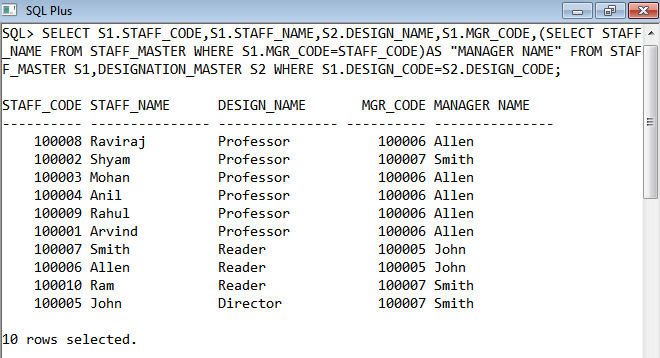 SQL Plus
SQL> SELECT S1.STAFF_CODE,S1.STAFF_NAME,S2.DESIGN_NAME,S1.MGR_CODE,(SELECT STAFF
_NAME FROM STAFF_MASTER WHERE S1.MGR_CODE=STAFF_CODE)AS "MANAGER NAME" FROM STAF
F_MASTER S1,DESIGNATION_MASTER S2 WHERE S1.DESIGN_CODE=S2.DESIGN_CODE;
STAFF_CODE STAFF_NAME      DESIGN_NAME       MGR_CODE MANAGER NAME
---------- --------------- --------------- ---------- ---------------
    100008 Raviraj         Professor           100006 Allen
    100002 Shyam           Professor           100007 Smith
    100003 Mohan           Professor           100006 Allen
    100004 Anil            Professor           100006 Allen
    100009 Rahul           Professor           100006 Allen
    100001 Arvind          Professor           100006 Allen
    100007 Smith           Reader              100005 John
    100006 Allen           Reader              100005 John
    100010 Ram             Reader              100007 Smith
    100005 John            Director            100007 Smith
10 rows selected.